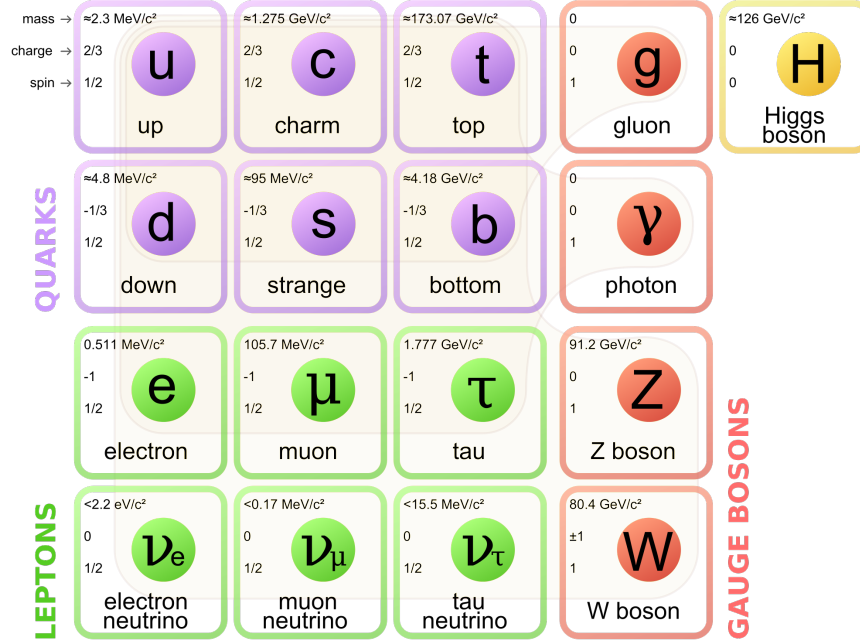 mass →
charge →
spin →
≈2.3 MeV/c²
2/3
1/2
u
up
≈1.275 GeV/c²
2/3
1/2
c
charm
≈173.07 GeV/c²
2/3
1/2
t
top
0
0
1
g
gluon
≈126 GeV/c²
0
0
H
Higgs
boson
QUARKS
≈4.8 MeV/c²
-1/3
1/2
d
down
≈95 MeV/c²
-1/3
1/2
s
strange
≈4.18 GeV/c²
-1/3
1/2
b
bottom
0
0
1
γ
photon
0.511 MeV/c²
-1
1/2
e
electron
105.7 MeV/c²
-1
1/2
μ
muon
1.777 GeV/c²
-1
1/2
τ
tau
91.2 GeV/c²
0
1
Z
Z boson
LEPTONS
<2.2 eV/c²
0
1/2
νe
electron
neutrino
<0.17 MeV/c²
0
1/2
νμ
muon
neutrino
<15.5 MeV/c²
0
1/2
ντ
tau
neutrino
80.4 GeV/c²
±1
1
W
W boson
GAUGE BOSONS